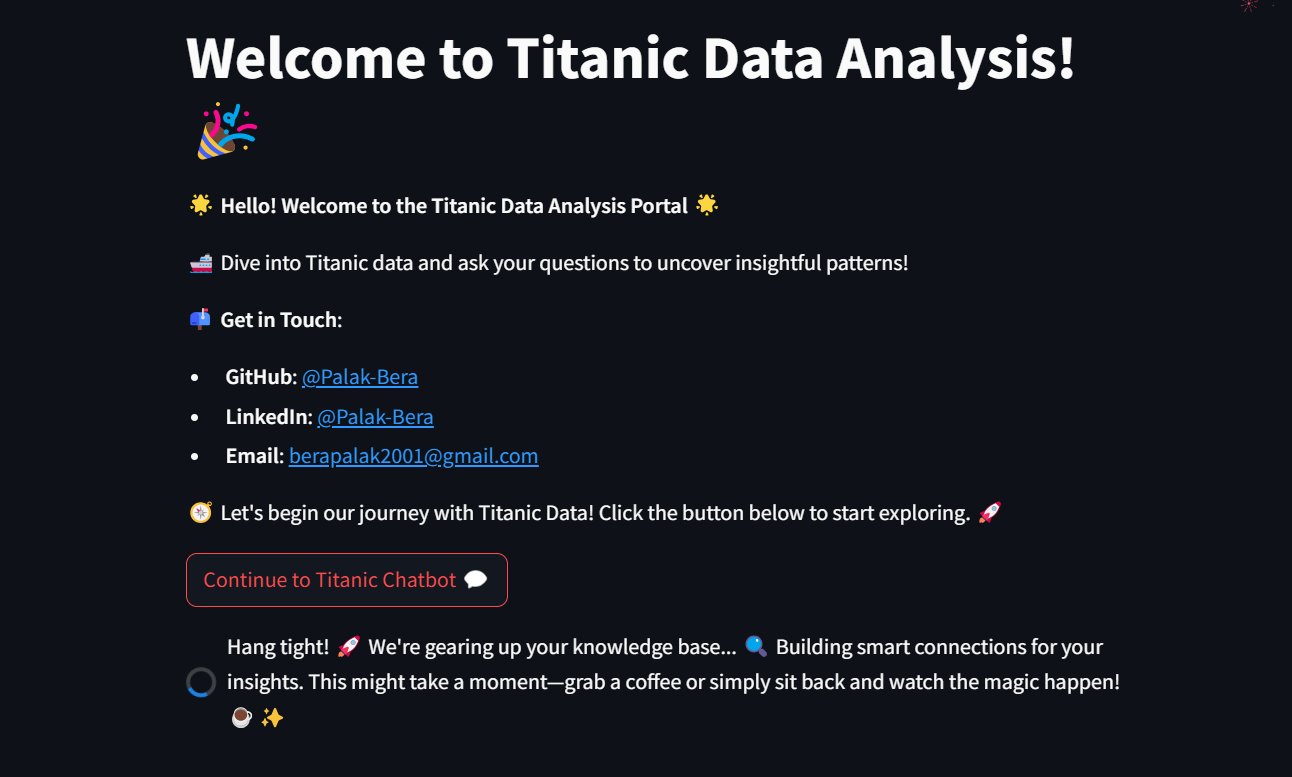 Welcome to Titanic Data Analysis!
🎉
🌟 Hello! Welcome to the Titanic Data Analysis Portal 🌟
🚢 Dive into Titanic data and ask your questions to uncover insightful patterns!
📬 Get in Touch:
• GitHub: @Palak-Bera
• LinkedIn: @Palak-Bera
• Email: berapalak2001@gmail.com
🧭 Let's begin our journey with Titanic Data! Click the button below to start exploring. 🚀
Continue to Titanic Chatbot 💬
Hang tight! 🚀 We're gearing up your knowledge base... 🔍 Building smart connections for your
insights. This might take a moment—grab a coffee or simply sit back and watch the magic happen!
☕ ✨